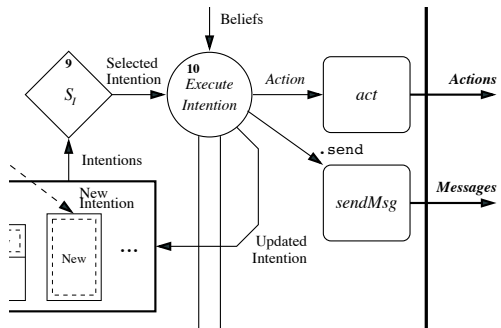 Beliefs
9
S_I
Selected
Intention
10
Execute
Intention
Action
act
Actions
Intentions
.send
New
Intention
sendMsg
Messages
New
...
Updated
Intention